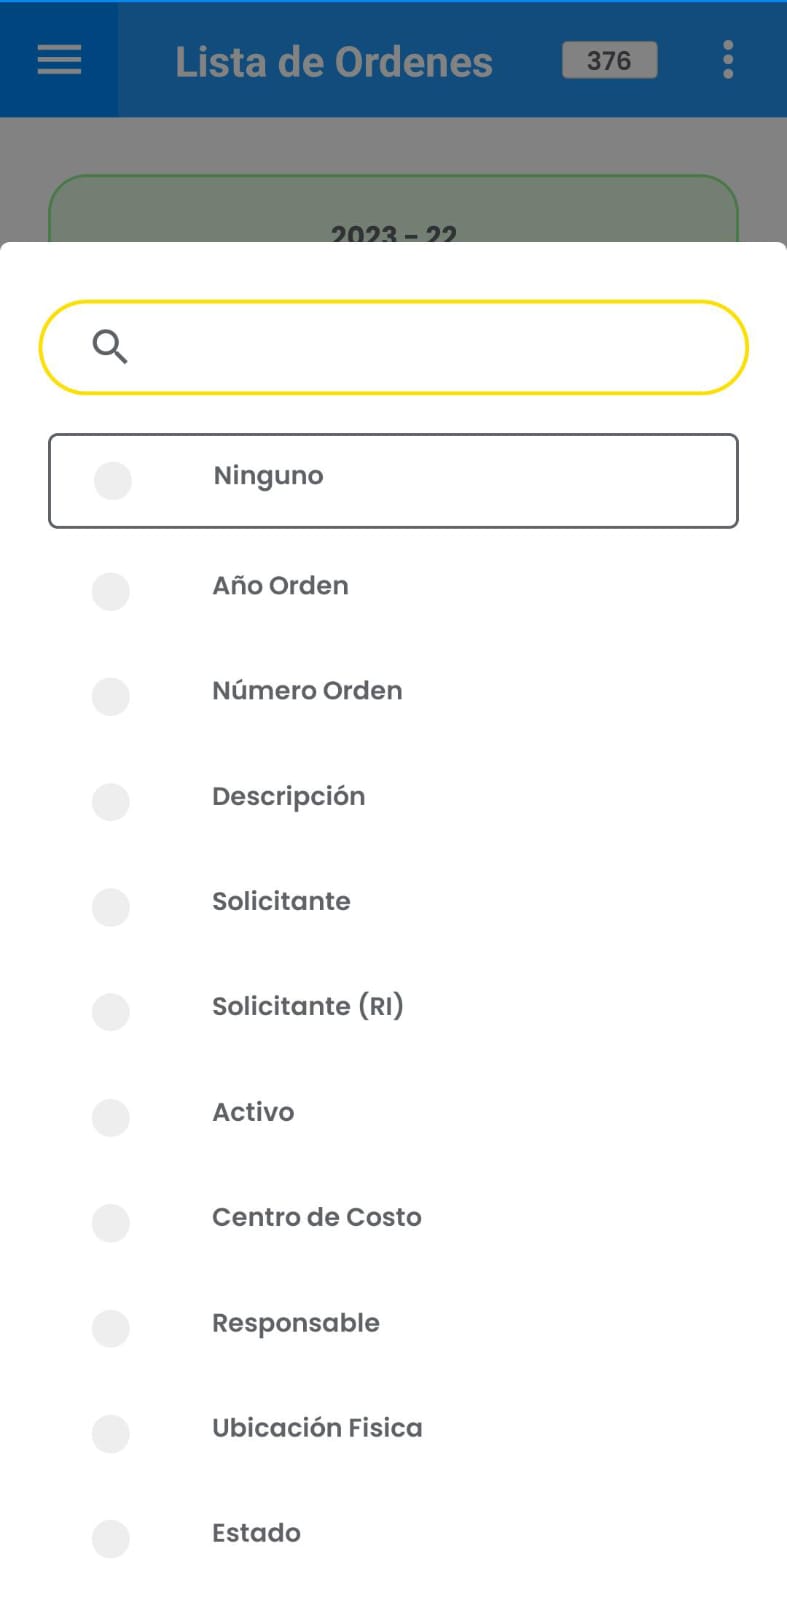 Lista de Ordenes
376
2023 - 22
Ninguno
Año Orden
Número Orden
Descripción
Solicitante
Solicitante (RI)
Activo
Centro de Costo
Responsable
Ubicación Fisica
Estado